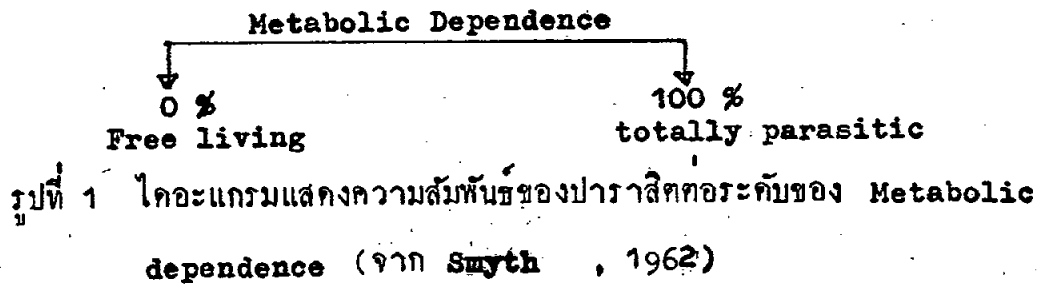 Metabolic Dependence
0 % 100 %
Free living totally parasitic
รูปที่ 1 ไดอะแกรมแสดงความสัมพันธ์ของปาราสิตต่อระดับของ Metabolic
dependence (จาก Smyth , 1962)